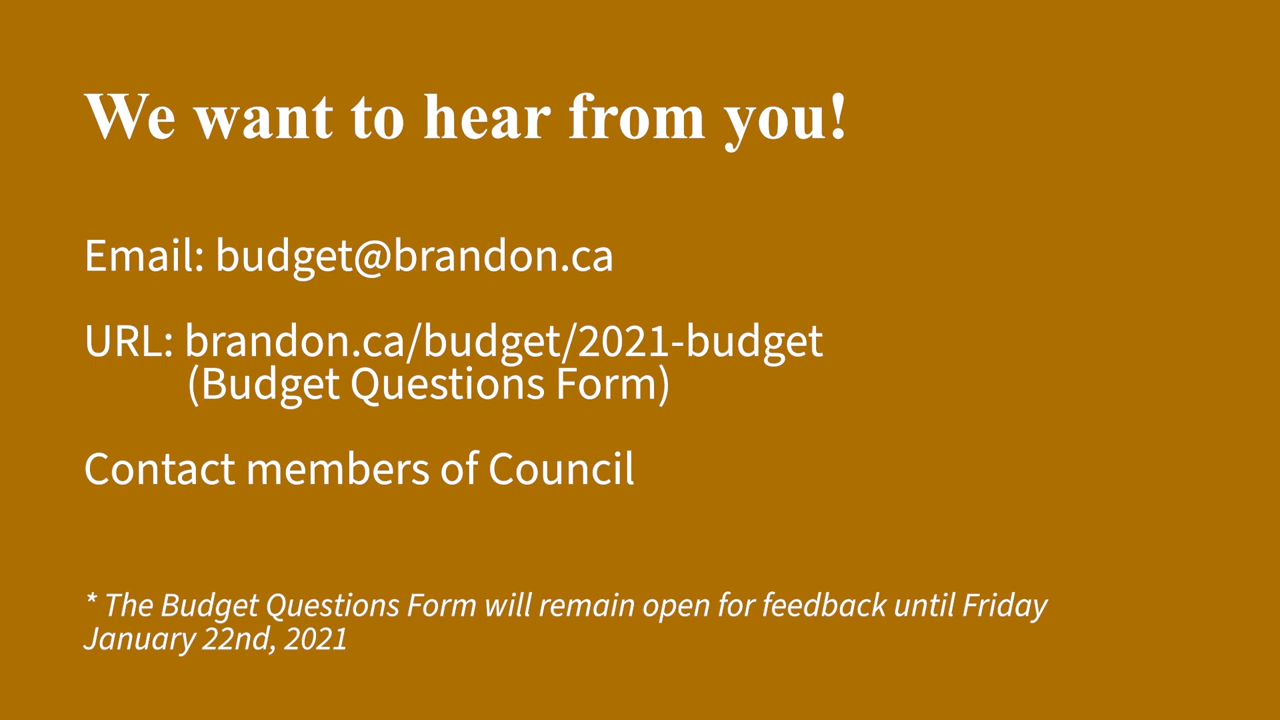 We want to hear from you!
Email: budget@brandon.ca
URL: brandon.ca/budget/2021-budget
(Budget Questions Form)
Contact members of Council
* The Budget Questions Form will remain open for feedback until Friday
January 22nd, 2021